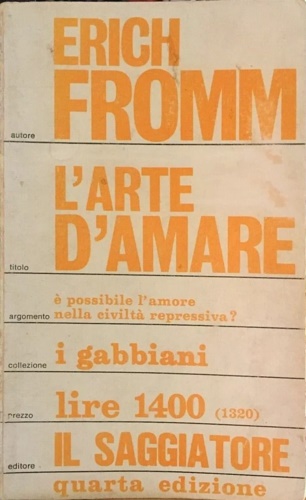 ERICH
autore FROMM
L'ARTE
titolo D'AMARE
è possibile l'amore
argomento nella civiltà repressiva?
collezione i gabbiani
prezzo lire 1400 (1320)
editore IL SAGGIATORE
quarta edizione